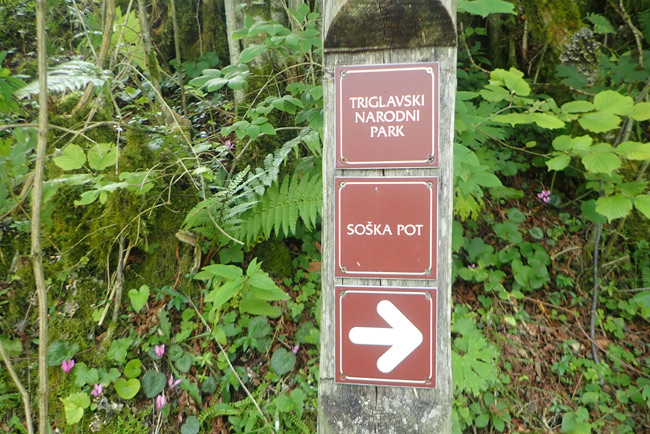 TRIGLAVSKI
NARODNI
PARK
SOŠKA POT